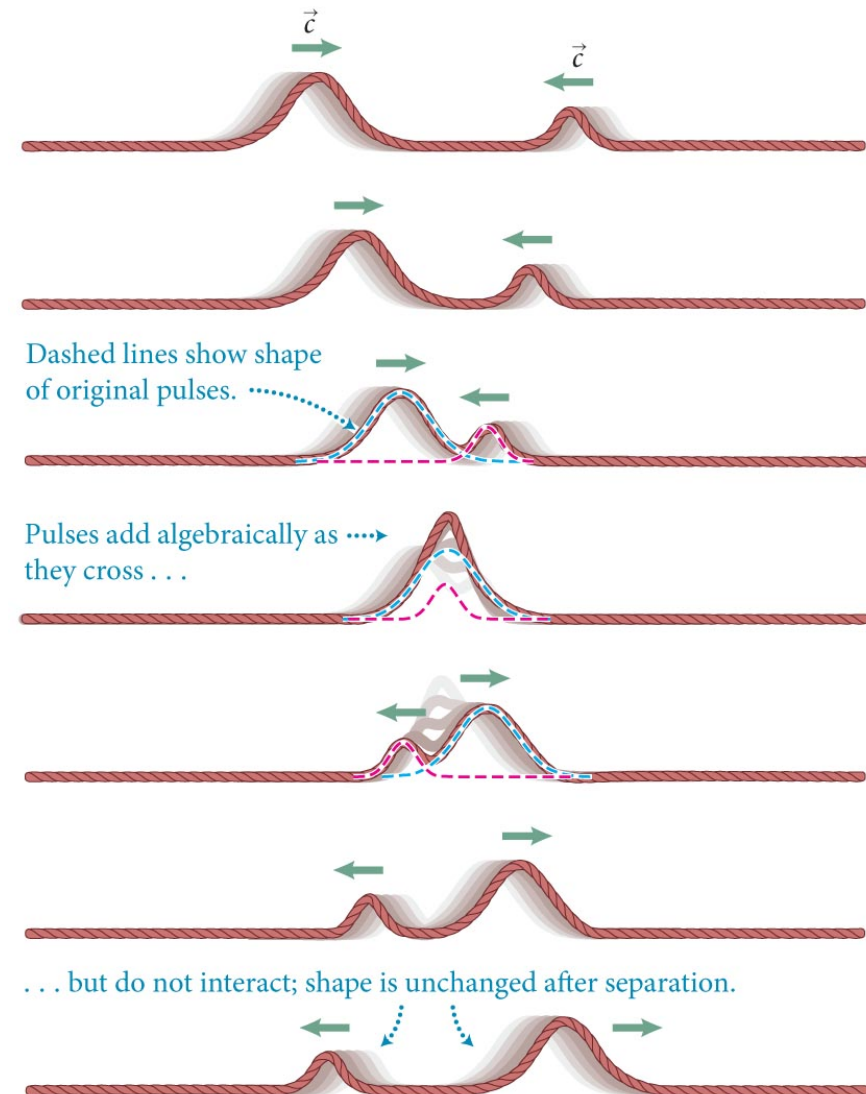 c
c
Dashed lines show shape
of original pulses.
Pulses add algebraically as
they cross . . .
. . . but do not interact; shape is unchanged after separation.